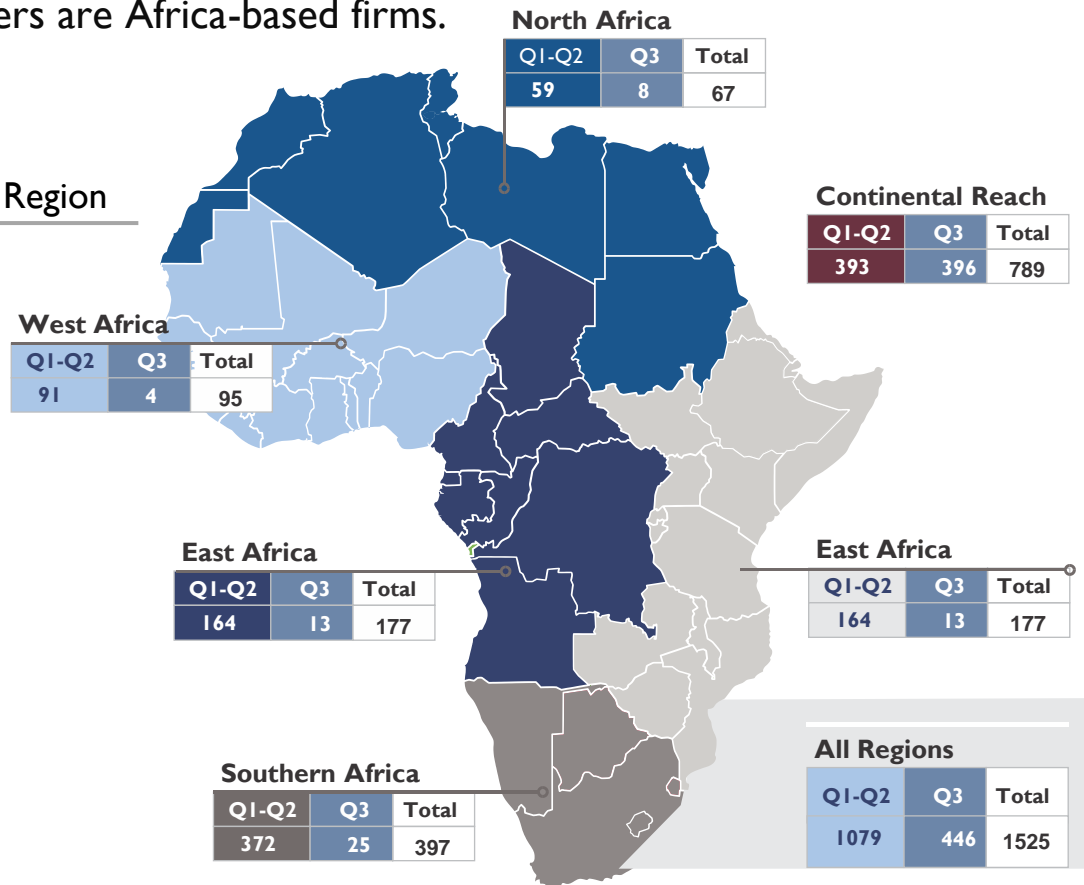 ers are Africa-based firms.
North Africa
Q1-Q2 Q3 Total
59 8 67
Region
Continental Reach
Q1-Q2 Q3 Total
393 396 789
West Africa
Q1-Q2 Q3 Total
91 4 95
East Africa
Q1-Q2 Q3 Total
164 13 177
East Africa
Q1-Q2 Q3 Total
164 13 177
All Regions
Q1-Q2 Q3 Total
1079 446 1525
Southern Africa
Q1-Q2 Q3 Total
372 25 397